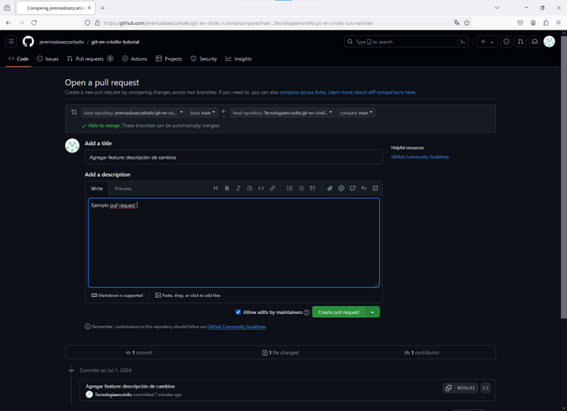 Comparing jeremiasbaezcarballo
https://github.com/jeremiasbaezcarballo/git-en-criollo-tutorial/compare/main...Tecnologiaencriollo:git-en-criollo-tutorial:main
jeremiasbaezcarballo / git-en-criollo-tutorial
Type / to search
Code Issues Pull requests Actions Projects Security Insights
Open a pull request
Create a new pull request by comparing changes across two branches. If you need to, you can also compare across forks. Learn more about diff comparisons here.
base repository: jeremiasbaezcarballo/git-en-cri... base: main head repository: Tecnologiaencriollo/git-en-criollo... compare: main
Able to merge. These branches can be automatically merged.
Add a title
Helpful resources
Agregar feature: descripción de cambios
GitHub Community Guidelines
Add a description
Write Preview
Ejemplo pull request
Markdown is supported Paste, drop, or click to add files
Allow edits by maintainers Create pull request
Remember, contributions to this repository should follow our GitHub Community Guidelines.
1 commit 1 file changed 1 contributor
Commits on Jul 1, 2024
Agregar feature: descripción de cambios
Tecnologiaencriollo committed 7 minutes ago